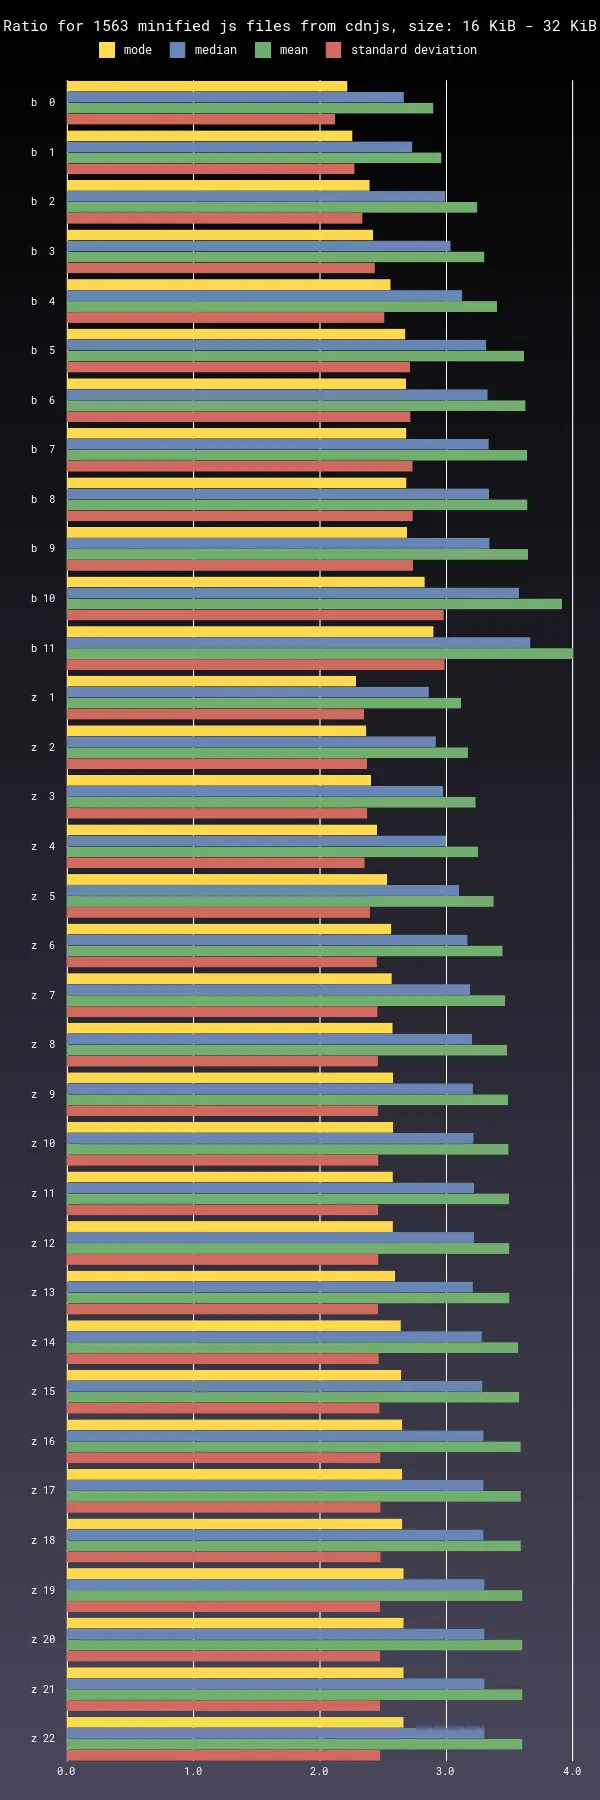 Ratio for 1563 minified js files from cdnjs, size: 16 KiB - 32 KiB
mode median mean standard deviation
b 0
b 1
b 2
b 3
b 4
b 5
b 6
b 7
b 8
b 9
b 10
b 11
z 1
z 2
z 3
z 4
z 5
z 6
z 7
z 8
z 9
z 10
z 11
z 12
z 13
z 14
z 15
z 16
z 17
z 18
z 19
z 20
z 21
z 22
0.0 1.0 2.0 3.0 4.0